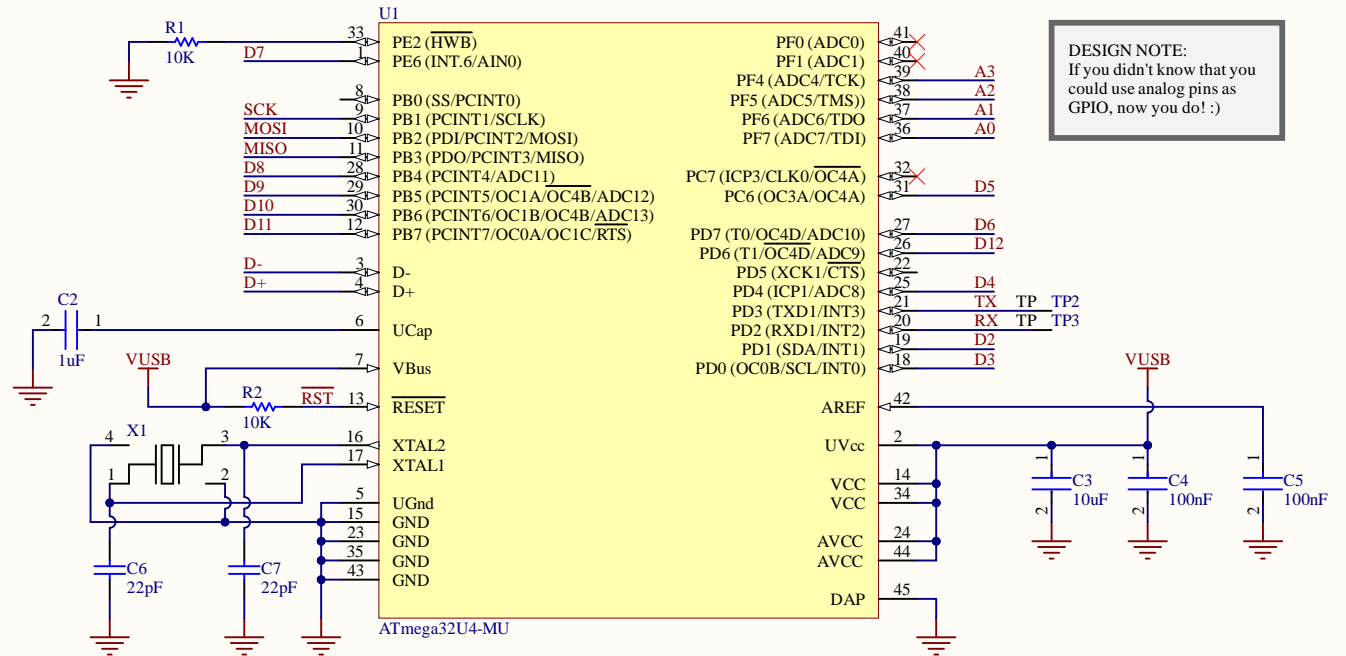 U1
R1
10K
33
PE2 (HWB)
D7
1
PE6 (INT.6/AIN0)
8
PB0 (SS/PCINT0)
SCK
9
PB1 (PCINT1/SCLK)
MOSI
10
PB2 (PDI/PCINT2/MOSI)
MISO
11
PB3 (PDO/PCINT3/MISO)
D8
28
PB4 (PCINT4/ADC11)
D9
29
PB5 (PCINT5/OC1A/OC4B/ADC12)
D10
30
PB6 (PCINT6/OC1B/OC4B/ADC13)
D11
12
PB7 (PCINT7/OC0A/OC1C/RTS)
D-
3
D-
D+
4
D+
C2
2
1
1uF
6
UCap
VUSB
7
VBus
R2
10K
RST
13
RESET
X1
4
3
1
2
16
XTAL2
17
XTAL1
5
UGnd
15
GND
23
GND
35
GND
43
GND
C6
22pF
C7
22pF
ATmega32U4-MU
PF0 (ADC0)
41
PF1 (ADC1)
40
PF4 (ADC4/TCK)
39
A3
PF5 (ADC5/TMS))
38
A2
PF6 (ADC6/TDO
37
A1
PF7 (ADC7/TDI)
36
A0
PC7 (ICP3/CLK0/OC4A)
32
PC6 (OC3A/OC4A)
31
D5
PD7 (T0/OC4D/ADC10)
27
D6
PD6 (T1/OC4D/ADC9)
26
D12
PD5 (XCK1/CTS)
22
PD4 (ICP1/ADC8)
25
D4
PD3 (TXD1/INT3)
21
TX
TP
TP2
PD2 (RXD1/INT2)
20
RX
TP
TP3
PD1 (SDA/INT1)
19
D2
PD0 (OC0B/SCL/INT0)
18
D3
AREF
42
UVcc
2
VCC
14
VCC
34
AVCC
24
AVCC
44
DAP
45
VUSB
1
C3
10uF
2
1
C4
100nF
2
1
C5
100nF
2
DESIGN NOTE:
If you didn't know that you
could use analog pins as
GPIO, now you do! :)